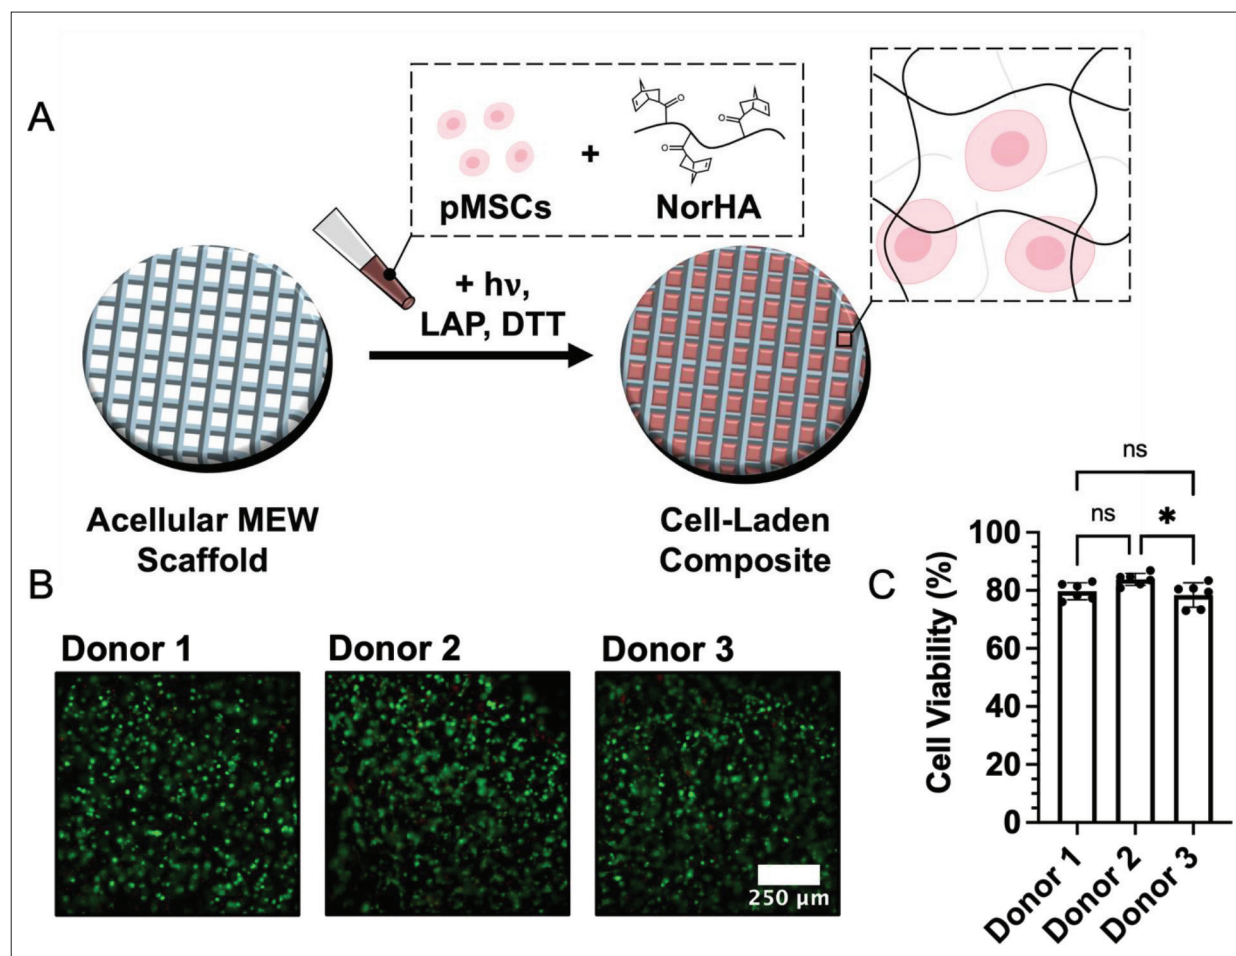 A
pMSCs
+
NorHA
O
O
O
+ hν,
LAP, DTT
Acellular MEW
Scaffold
Cell-Laden
Composite
B
Donor 1
Donor 2
Donor 3
250 µm
C
ns
ns
*
Cell Viability (%)
100
80
60
40
20
0
Donor 1
Donor 2
Donor 3